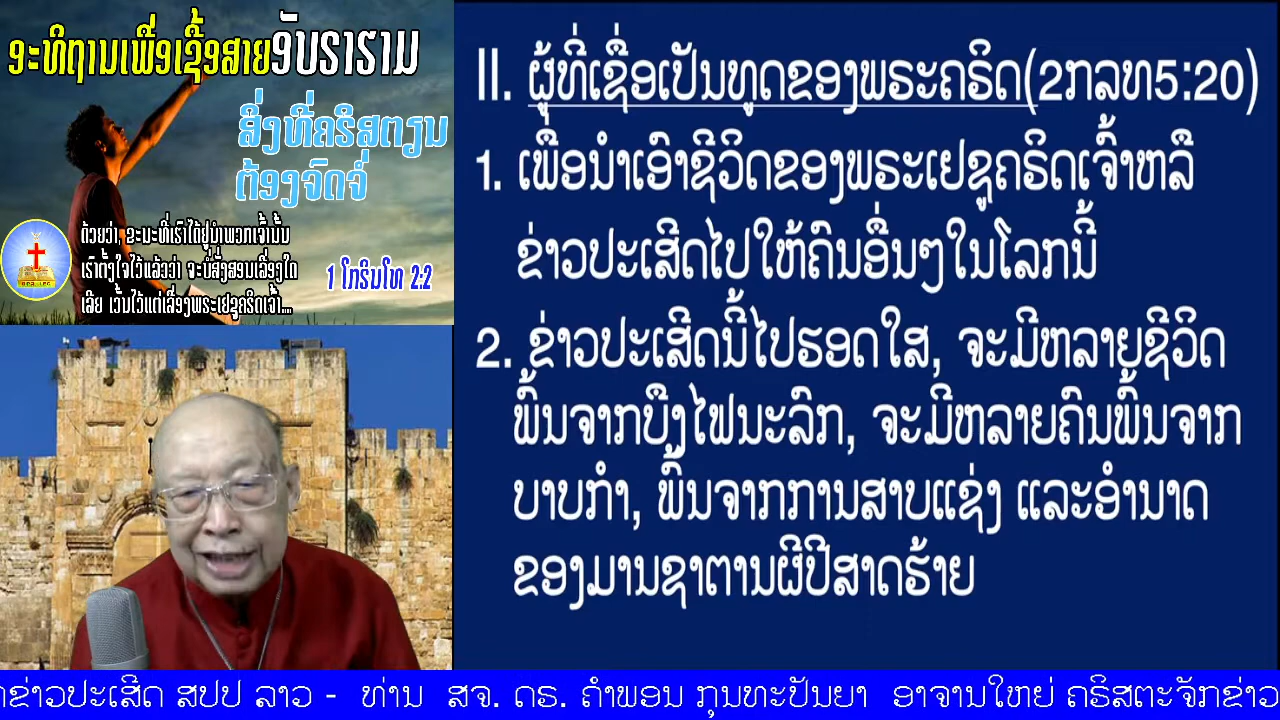 ອະທິຖານເພື່ອເຊື້ອສາຍອັບຣາຮາມ
ສິ່ງທີ່ຄຣິສຕຽນ
ຕ້ອງຈົດຈໍ່
ດ້ວຍວ່າ, ຂະນະທີ່ເຮົາໄດ້ຢູ່ນຳພວກເຈົ້ານັ້ນ
ເຮົາຕັ້ງໃຈໄວ້ແລ້ວວ່າ ຈະບໍ່ສັ່ງສອນເລື່ອງໃດ
ເລີຍ ເວັ້ນໄວ້ແຕ່ເລື່ອງພຣະເຢຊູຄຣິດເຈົ້າ....
1 ໂກຣິນໂທ 2:2
II. ຜູ້ທີ່ເຊື່ອເປັນທູດຂອງພຣະຄຣິດ(2ກລທ5:20)
1. ເພື່ອນຳເອົາຊີວິດຂອງພຣະເຢຊູຄຣິດເຈົ້າຫລື
ຂ່າວປະເສີດໄປໃຫ້ຄົນອື່ນໆໃນໂລກນີ້
2. ຂ່າວປະເສີດນີ້ໄປຮອດໃສ, ຈະມີຫລາຍຊີວິດ
ພົ້ນຈາກບຶງໄຟນະລົກ, ຈະມີຫລາຍຄົນພົ້ນຈາກ
ບາບກຳ, ພົ້ນຈາກການສາບແຊ່ງ ແລະອຳນາດ
ຂອງມານຊາຕານຜີປີສາດຮ້າຍ
ຂ່າວປະເສີດ ສປປ ລາວ - ທ່ານ ສຈ. ດຣ. ຄຳພອນ ກຸນທະປັນຍາ ອາຈານໃຫຍ່ ຄຣິສຕະຈັກຂ່າວ